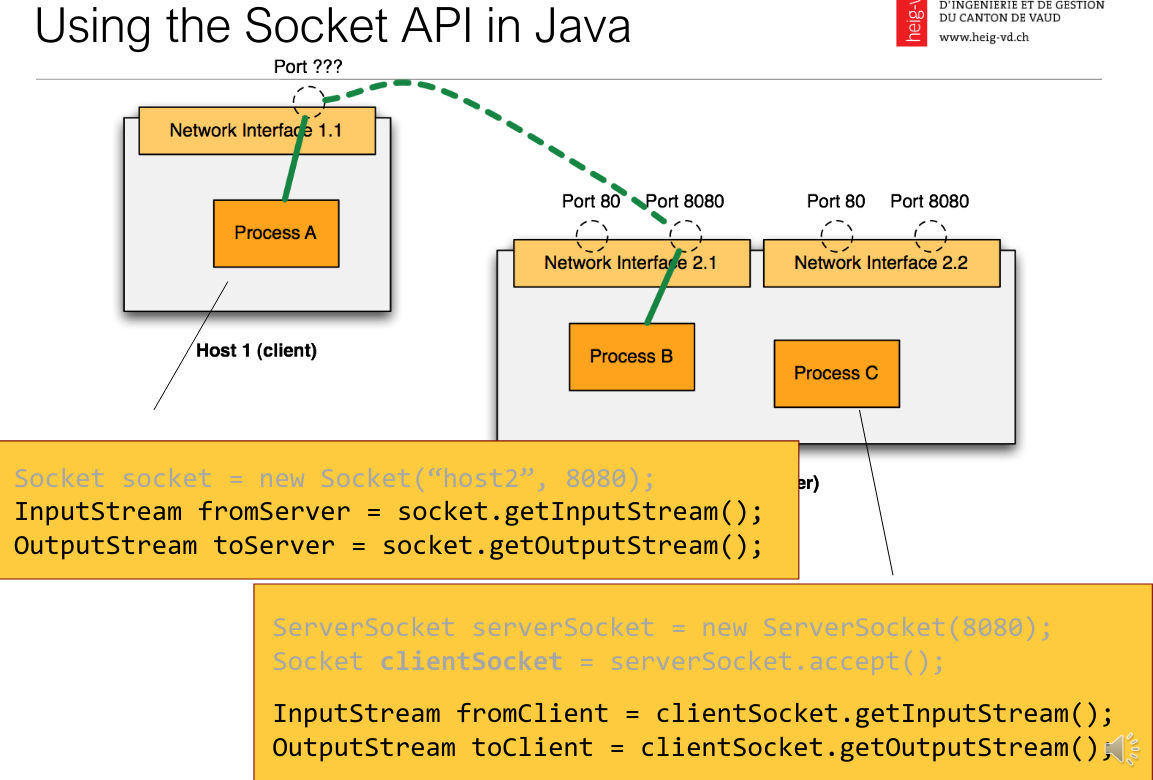 Using the Socket API in Java
D'INGENIERIE ET DE GESTION
DU CANTON DE VAUD
www.heig-vd.ch
Port ???
Network Interface 1.1
Process A
Host 1 (client)
Port 80
Port 8080
Port 80
Port 8080
Network Interface 2.1
Network Interface 2.2
Process B
Process C
Socket socket = new Socket(“host2”, 8080);
InputStream fromServer = socket.getInputStream();
OutputStream toServer = socket.getOutputStream();
ServerSocket serverSocket = new ServerSocket(8080);
Socket clientSocket = serverSocket.accept();
InputStream fromClient = clientSocket.getInputStream();
OutputStream toClient = clientSocket.getOutputStream();